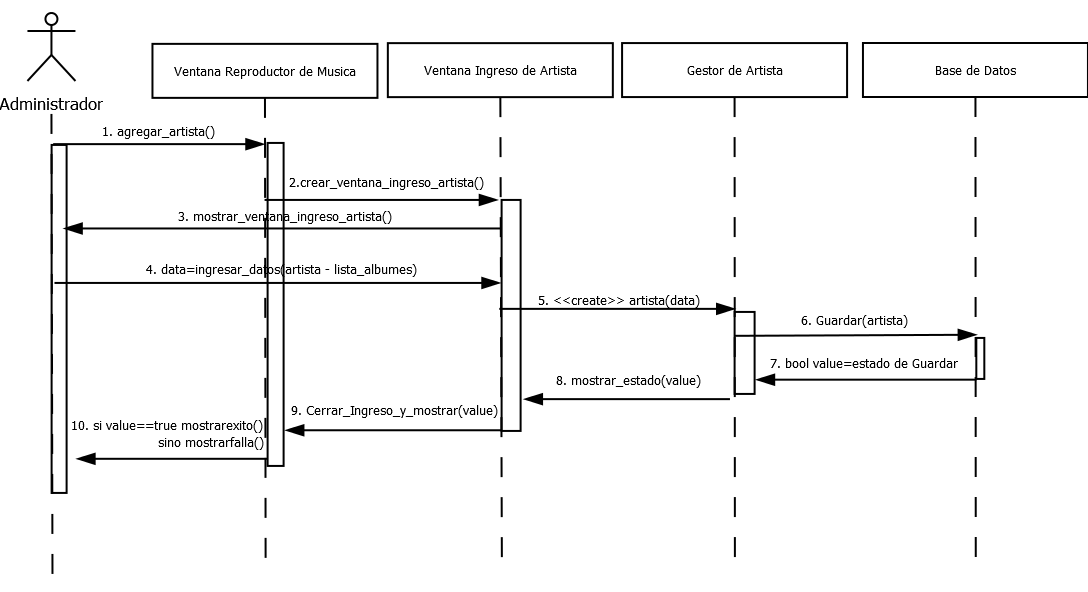 Administrador
Ventana Reproductor de Musica
Ventana Ingreso de Artista
Gestor de Artista
Base de Datos
1. agregar_artista()
2.crear_ventana_ingreso_artista()
3. mostrar_ventana_ingreso_artista()
4. data=ingresar_datos(artista - lista_albumes)
5. <<create>> artista(data)
6. Guardar(artista)
7. bool value=estado de Guardar
8. mostrar_estado(value)
9. Cerrar_Ingreso_y_mostrar(value)
10. si value==true mostrarexito()
sino mostrarfalla()